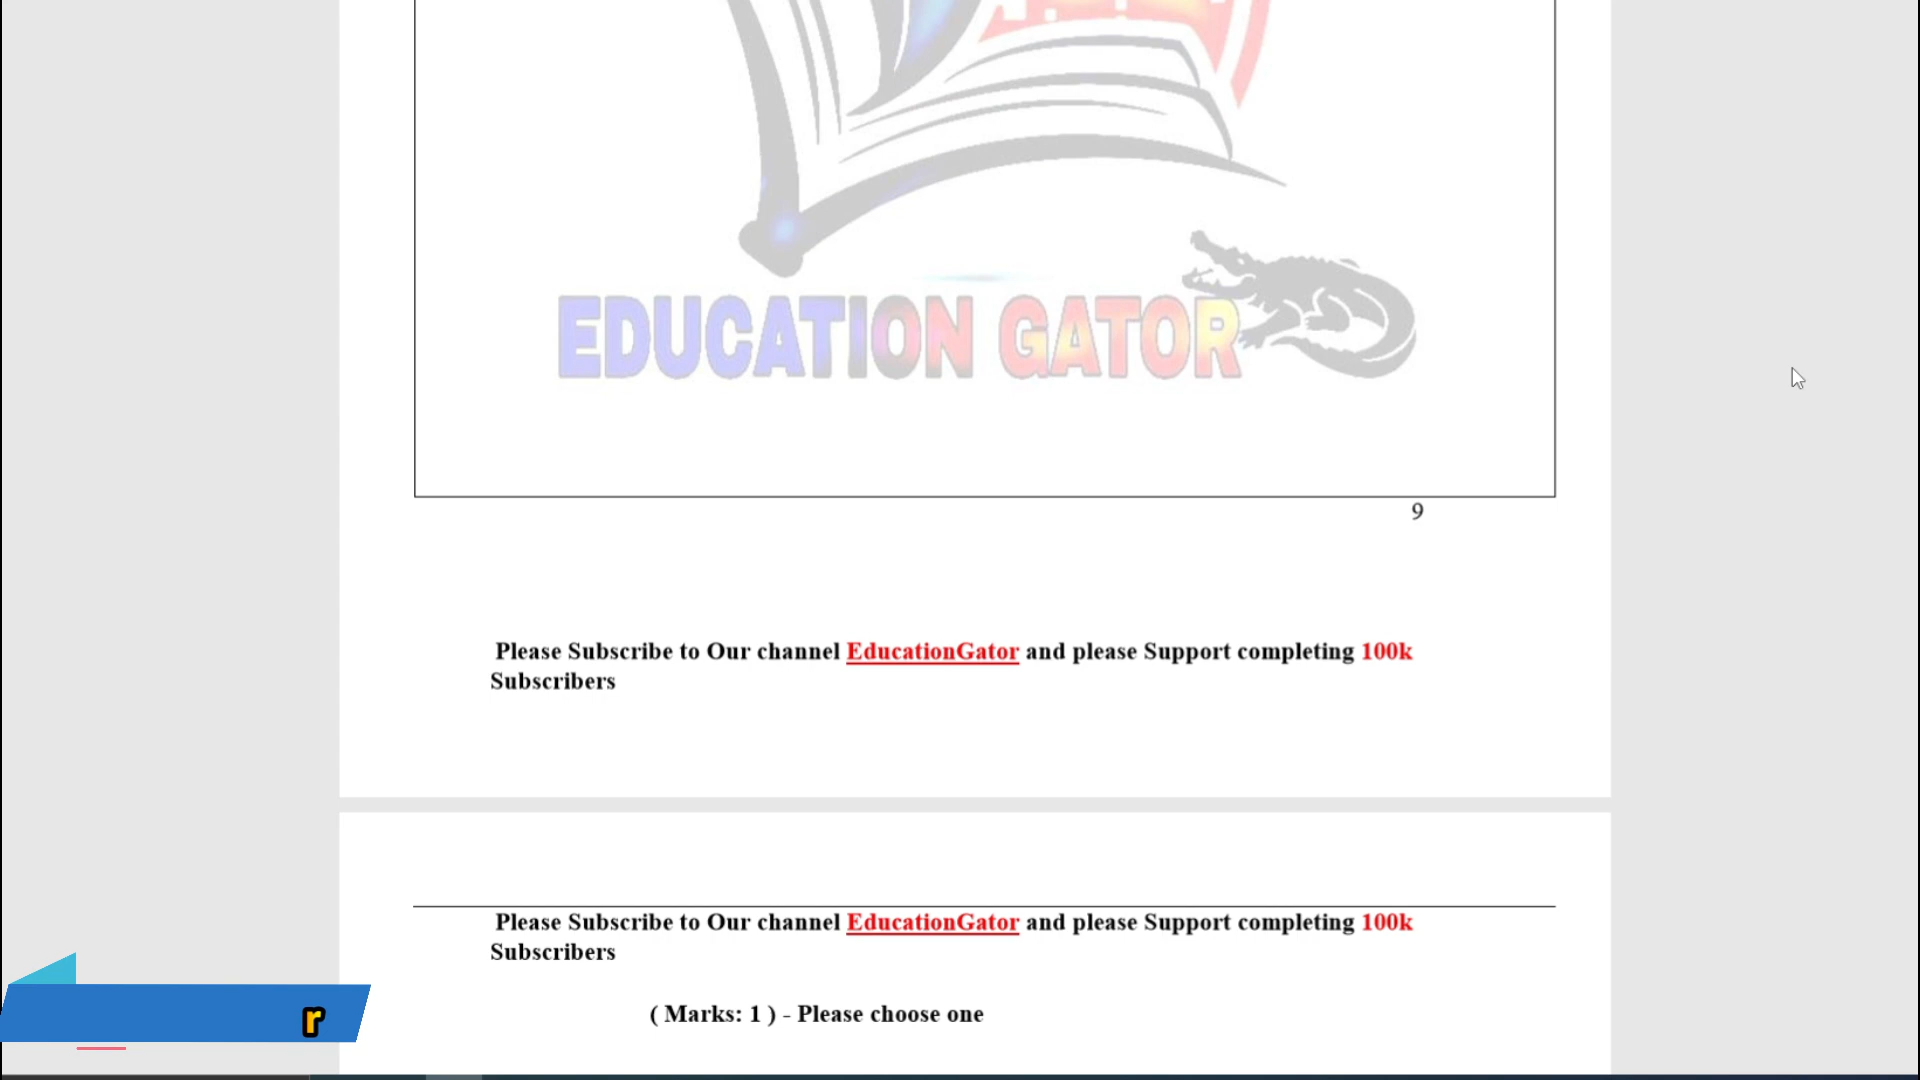 EDUCATION GATOR
9
Please Subscribe to Our channel EducationGator and please Support completing 100k
Subscribers
Please Subscribe to Our channel EducationGator and please Support completing 100k
Subscribers
( Marks: 1 ) - Please choose one
r